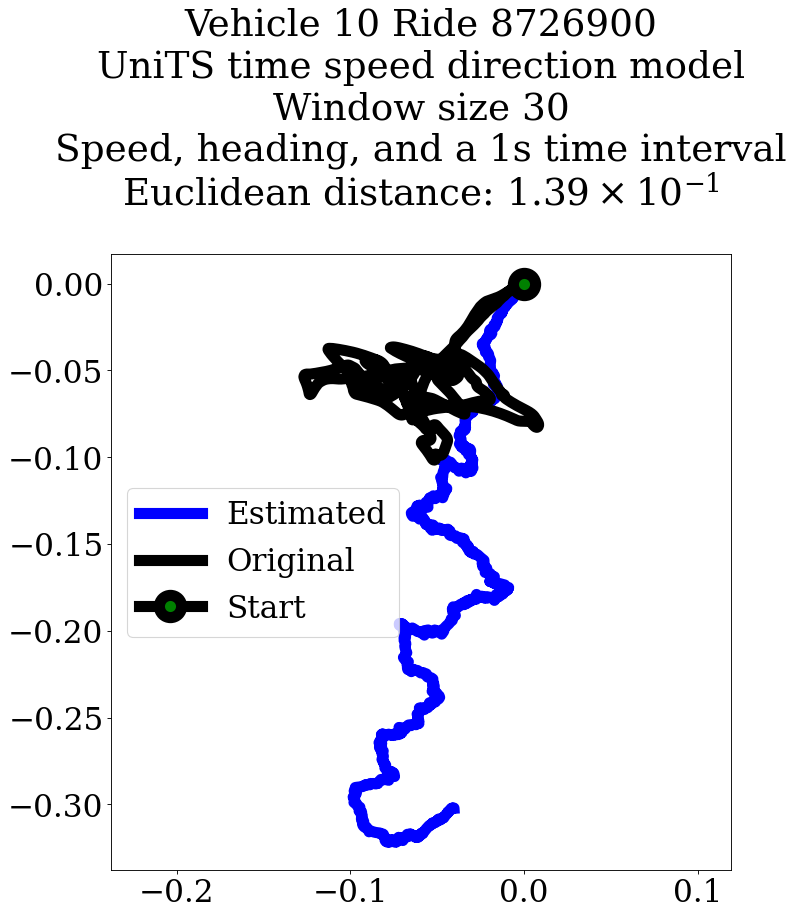 Vehicle 10 Ride 8726900
UniTS time speed direction model
Window size 30
Speed, heading, and a 1s time interval
Euclidean distance: $1.39 \times 10^{-1}$
0.00
−0.05
−0.10
−0.15
−0.20
−0.25
−0.30
Estimated
Original
Start
−0.2
−0.1
0.0
0.1